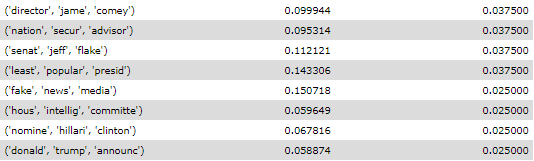 ('director', 'jame', 'comey') 0.099944 0.037500
('nation', 'secur', 'advisor') 0.095314 0.037500
('senat', 'jeff', 'flake') 0.112121 0.037500
('least', 'popular', 'presid') 0.143306 0.037500
('fake', 'news', 'media') 0.150718 0.025000
('hous', 'intellig', 'committe') 0.059649 0.025000
('nomine', 'hillari', 'clinton') 0.067816 0.025000
('donald', 'trump', 'announc') 0.058874 0.025000